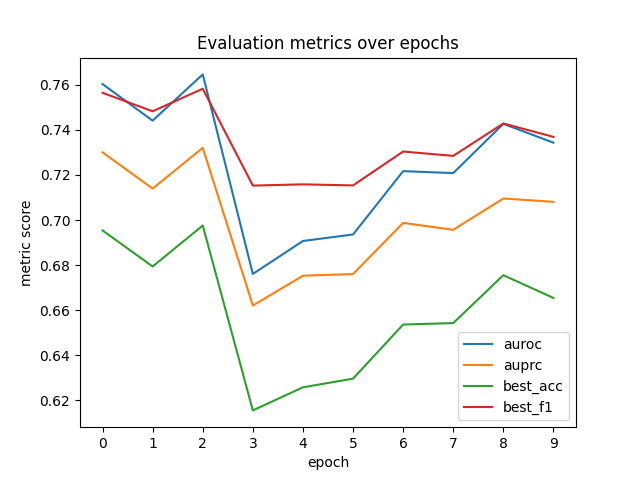 Evaluation metrics over epochs
metric score
0.76
0.74
0.72
0.70
0.68
0.66
0.64
0.62
auroc
auprc
best_acc
best_f1
0 1 2 3 4 5 6 7 8 9
epoch